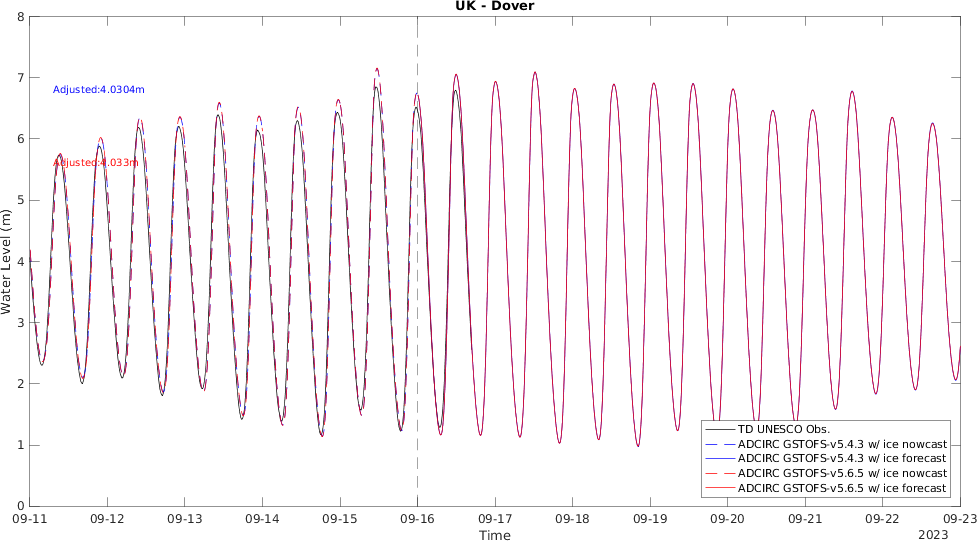 UK - Dover
8
7
Adjusted:4.0304m
6
Adjusted:4.033m
5
Water Level (m)
4
3
2
TD UNESCO Obs.
1
ADCIRC GSTOFS-v5.4.3 w/ ice nowcast
ADCIRC GSTOFS-v5.4.3 w/ ice forecast
ADCIRC GSTOFS-v5.6.5 w/ ice nowcast
ADCIRC GSTOFS-v5.6.5 w/ ice forecast
0
09-11 09-12 09-13 09-14 09-15 09-16 09-17 09-18 09-19 09-20 09-21 09-22 09-23
Time
2023